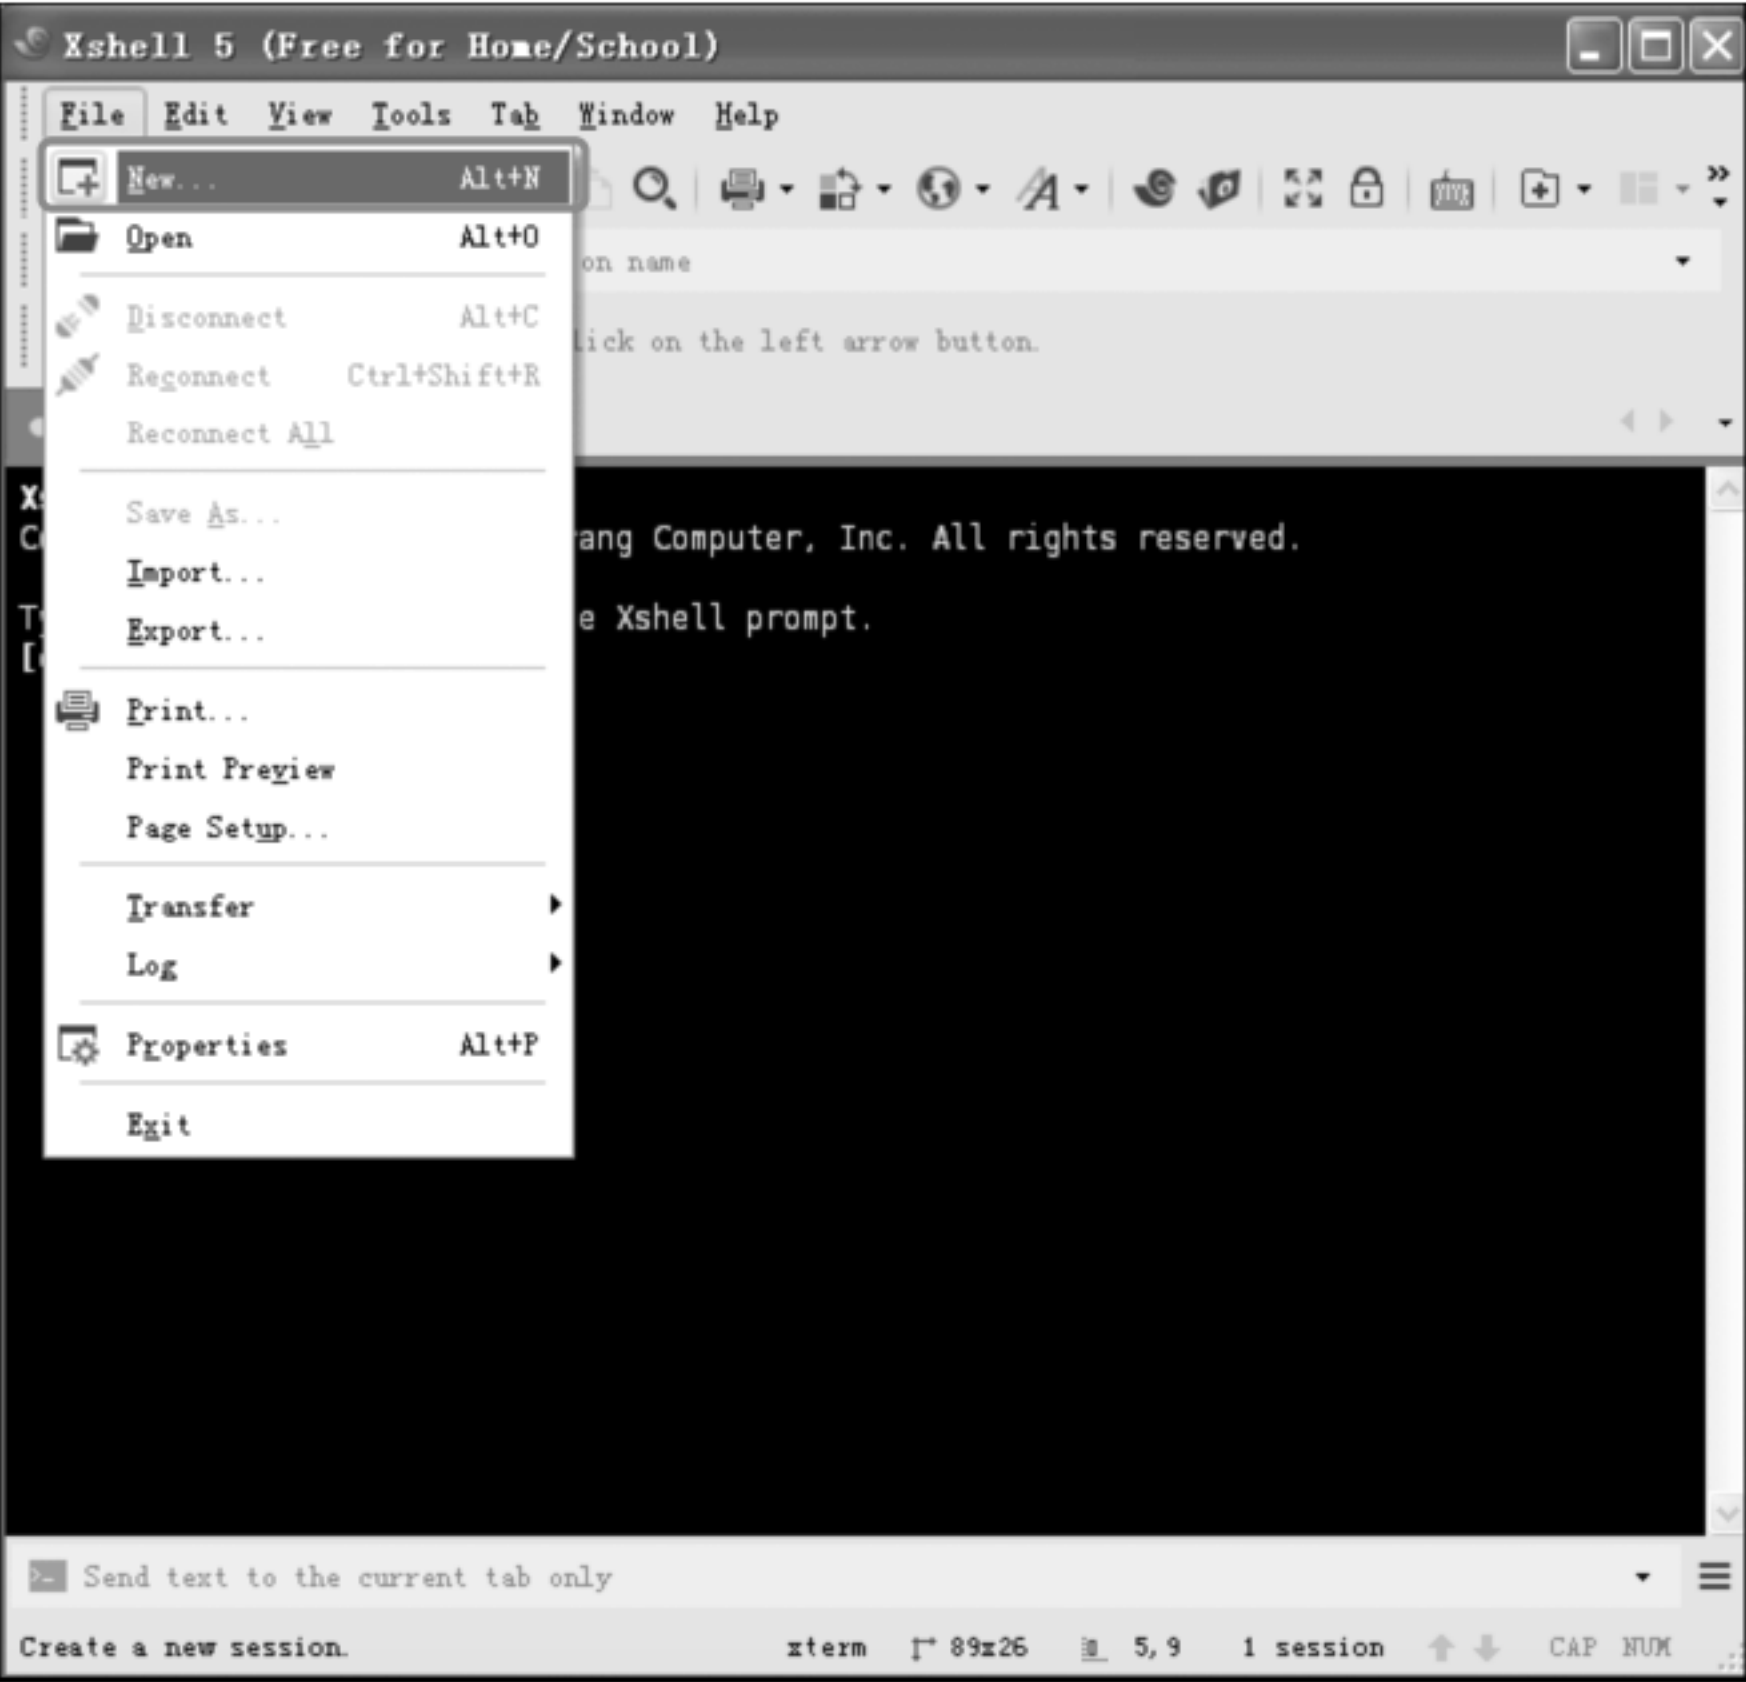 Xshell 5 (Free for Home/School)
File Edit View Tools Tab Window Help
New... Alt+N
Open Alt+O
on name
Disconnect Alt+C
lick on the left arrow button.
Reconnect Ctrl+Shift+R
Reconnect All
Save As...
ang Computer, Inc. All rights reserved.
Import...
e Xshell prompt.
Export...
Print...
Print Preview
Page Setup...
Transfer
Log
Properties Alt+P
Exit
Send text to the current tab only
Create a new session. xterm 89x26 5,9 1 session CAP NUM